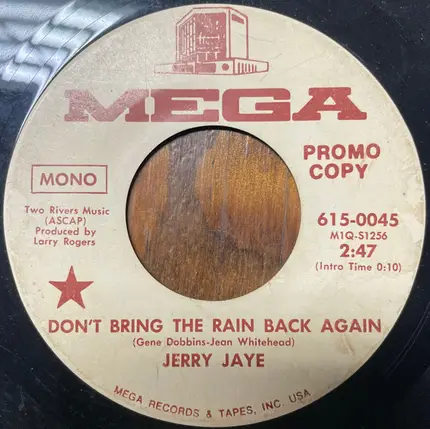 MEGA
PROMO
COPY
MONO
Two Rivers Music
(ASCAP)
Produced by
Larry Rogers
615-0045
M1Q-S1256
2:47
(Intro Time 0:10)
DON'T BRING THE RAIN BACK AGAIN
(Gene Dobbins-Jean Whitehead)
JERRY JAYE
MEGA RECORDS & TAPES, INC. USA